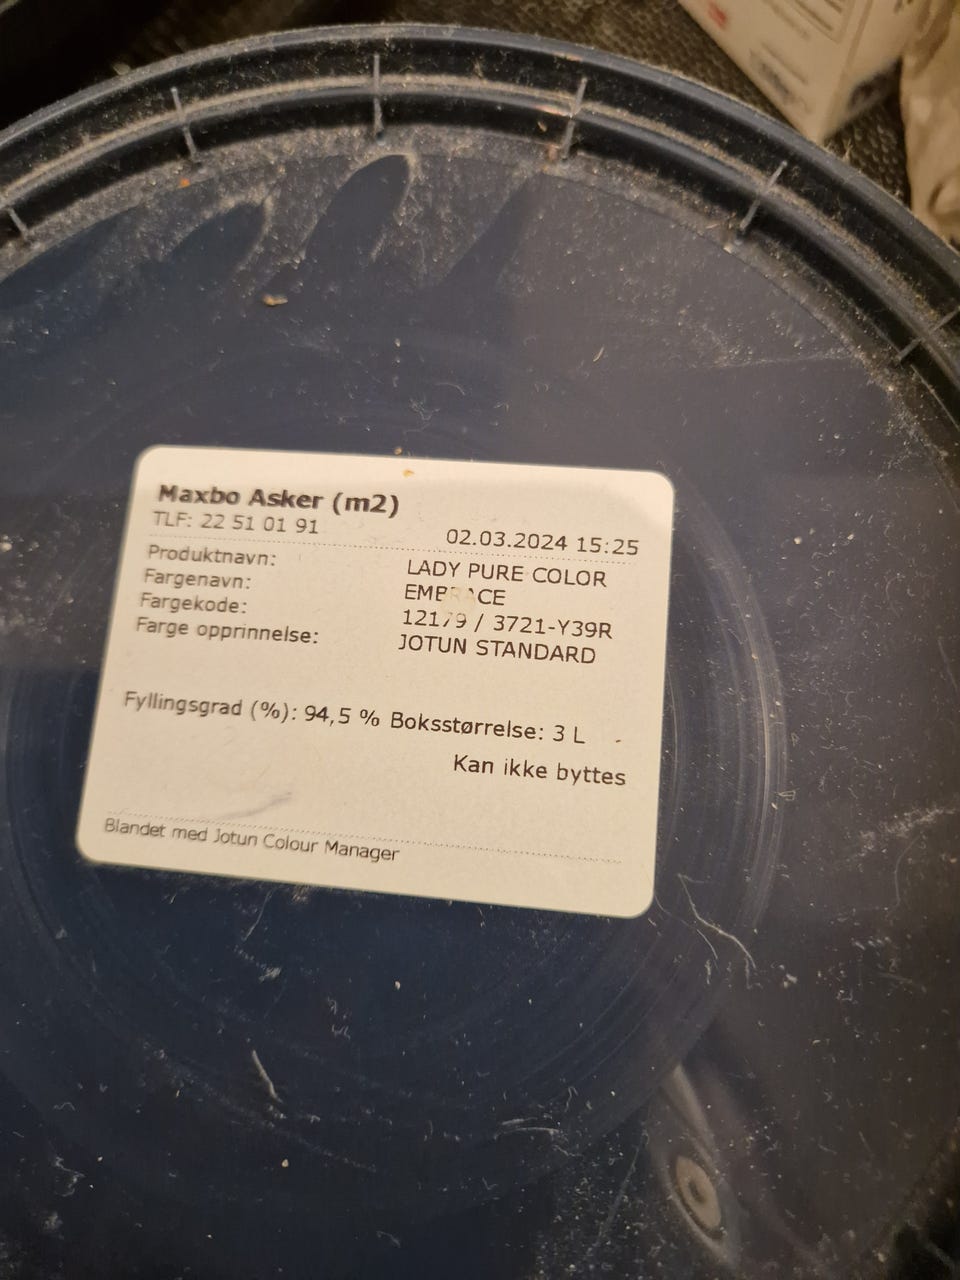 Maxbo Asker (m2)
TLF: 22 51 01 91
02.03.2024 15:25
Produktnavn: LADY PURE COLOR
Fargenavn: EMBRACE
Fargekode: 12179 / 3721-Y39R
Farge opprinnelse: JOTUN STANDARD
Fyllingsgrad (%): 94,5 % Boksstørrelse: 3 L
Kan ikke byttes
Blandet med Jotun Colour Manager